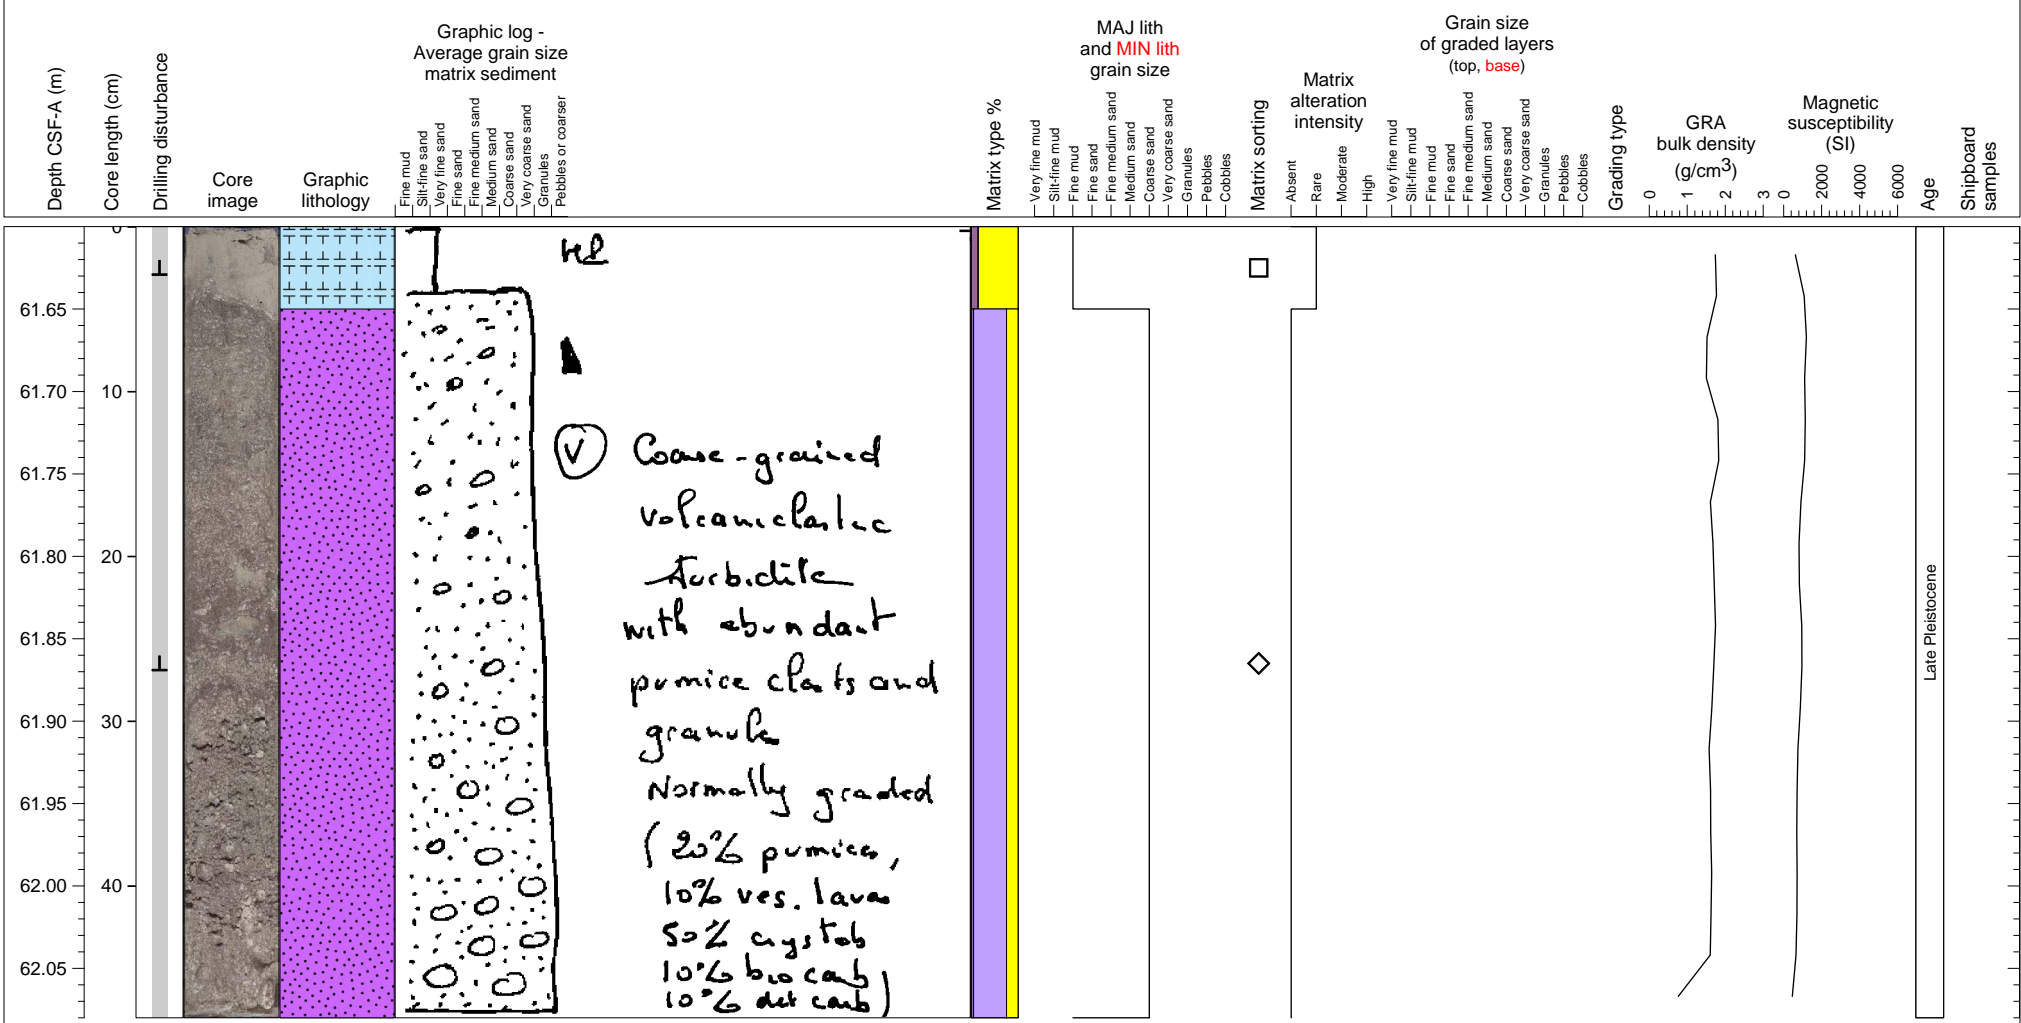 Depth CSF-A (m)
Core length (cm)
Drilling disturbance
Core
image
Graphic
lithology
Graphic log -
Average grain size
matrix sediment
Fine mud
Silt-fine sand
Very fine sand
Fine sand
Fine medium sand
Medium sand
Coarse sand
Very coarse sand
Granules
Pebbles or coarser
Matrix type %
MAJ lith
and MIN lith
grain size
Very fine mud
Silt-fine mud
Fine mud
Fine sand
Fine medium sand
Medium sand
Coarse sand
Very coarse sand
Granules
Pebbles
Cobbles
Matrix sorting
Matrix
alteration
intensity
Absent
Rare
Moderate
High
Grain size
of graded layers
(top, base)
Very fine mud
Silt-fine mud
Fine mud
Fine sand
Fine medium sand
Medium sand
Coarse sand
Very coarse sand
Granules
Pebbles
Cobbles
Grading type
GRA
bulk density
(g/cm3)
0 1 2 3
Magnetic
susceptibility
(SI)
0 2000 4000 6000
Age
Shipboard
samples
0
61.65
61.70 10
61.75
61.80 20
61.85
61.90 30
61.95
62.00 40
62.05
HP
V
Coarse-grained
volcaniclastic
turbidite
with abundant
pumice clasts and
granule
Normally graded
(20% pumices,
10% ves. lavas
50% crystals
10% bio carb
10% det carb)
Late Pleistocene